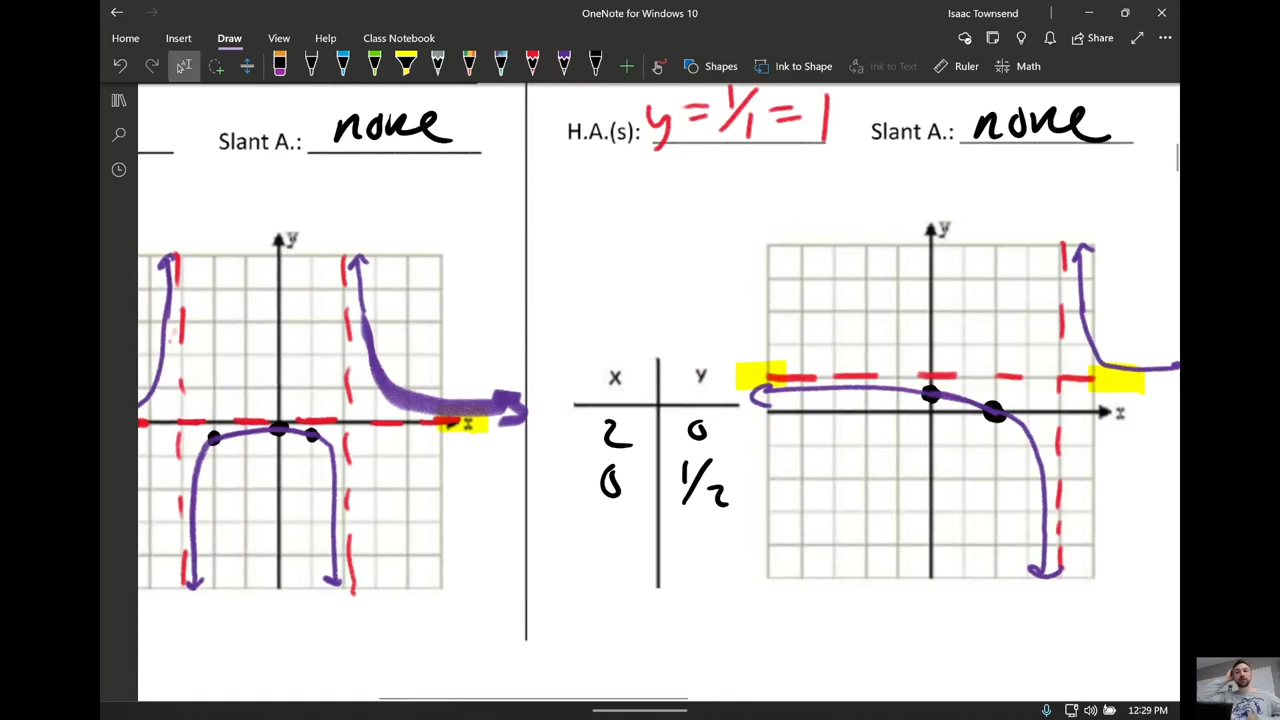 OneNote for Windows 10
Isaac Townsend
Home Insert Draw View Help Class Notebook
Share
Shapes Ink to Shape Ink to Text Ruler Math
Slant A.: none
H.A.(s): y = 1/1 = 1 Slant A.: none
y
x
x y
2 0
0 1/2
y
x
12:29 PM